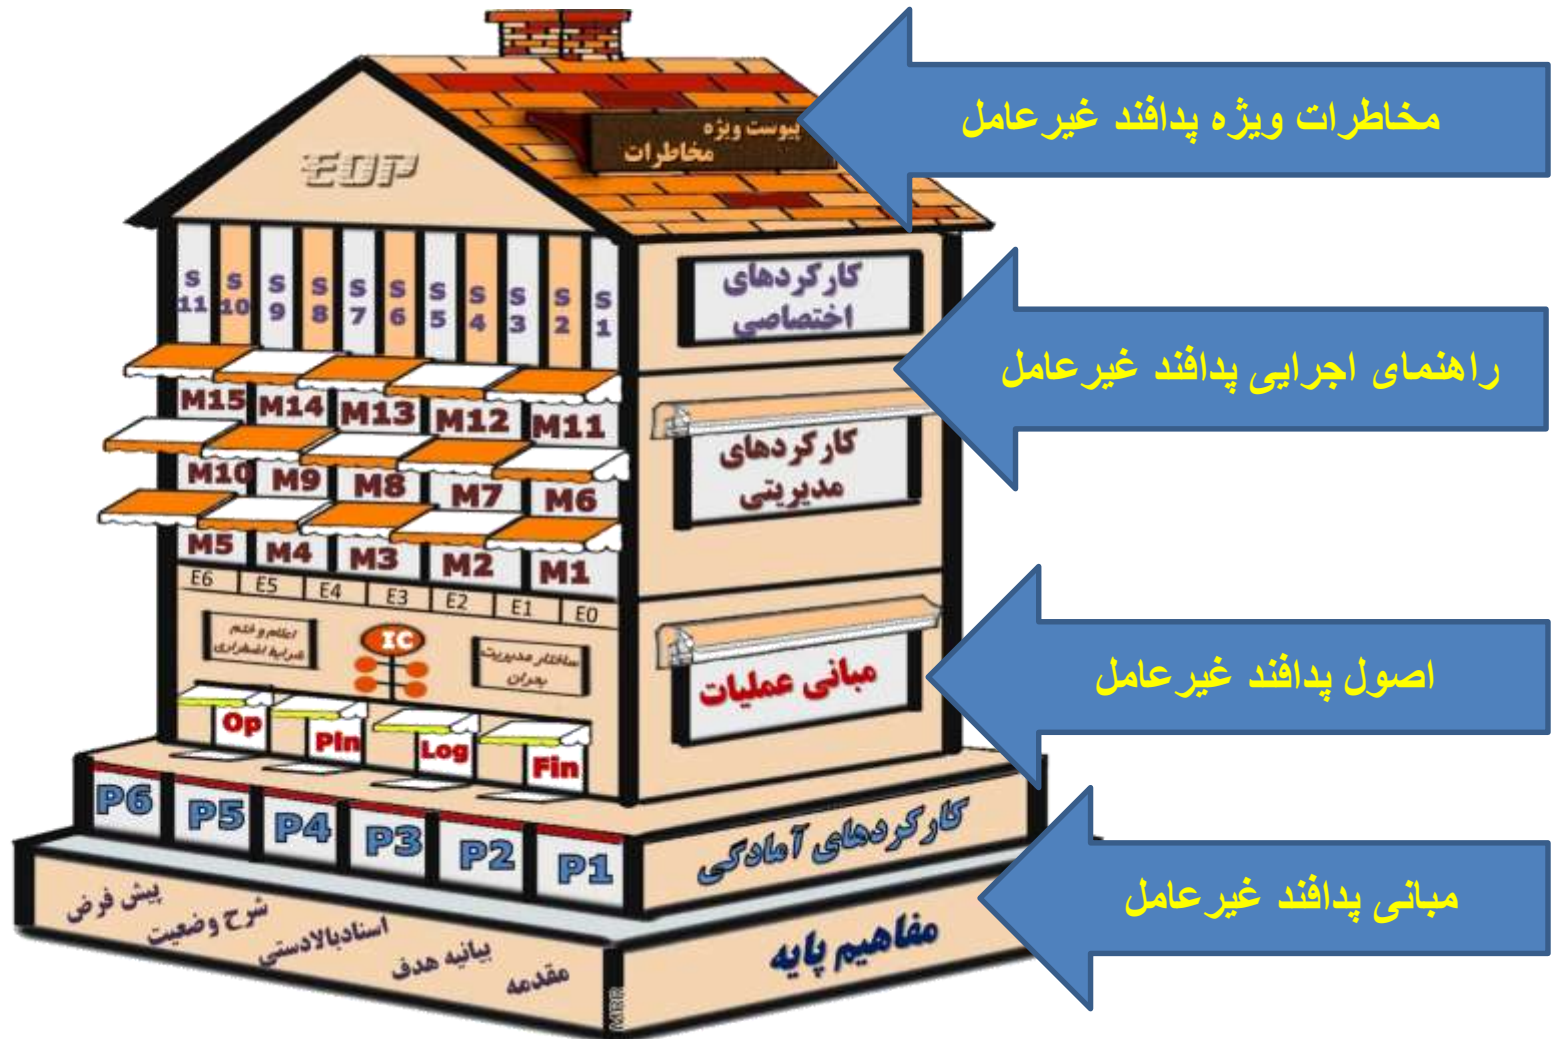 مخاطرات ویژه پدافند غیرعامل
پیوست ویژه
مخاطرات
EOP
راهنمای اجرایی پدافند غیرعامل
کارکردهای
اختصاصی
S 11 S 10 S 9 S 8 S 7 S 6 S 5 S 4 S 3 S 2 S 1
M15 M14 M13 M12 M11
کارکردهای
مدیریتی
M10 M9 M8 M7 M6
M5 M4 M3 M2 M1
E6 E5 E4 E3 E2 E1 E0
اصول پدافند غیرعامل
مبانی عملیات
اعلام و ختم
شرایط اضطراری
IC
ساختار مدیریت
بحران
Op Pln Log Fin
مبانی پدافند غیرعامل
کارکردهای آمادگی
P6 P5 P4 P3 P2 P1
مفاهیم پایه
پیش فرض
شرح وضعیت
اسنادبالادستی
بیانیه هدف
مقدمه